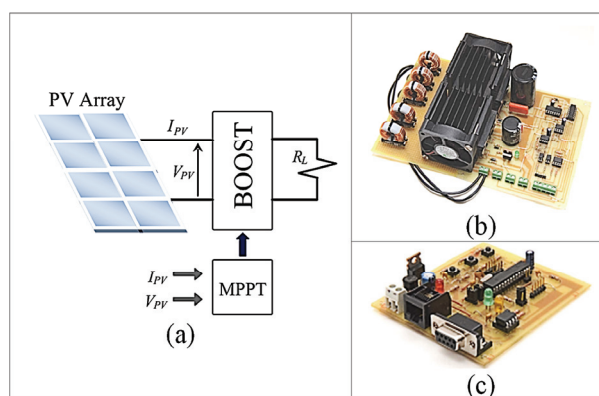 PV Array
I_PV
V_PV
BOOST
R_L
I_PV
V_PV
MPPT
(a)
(b)
(c)